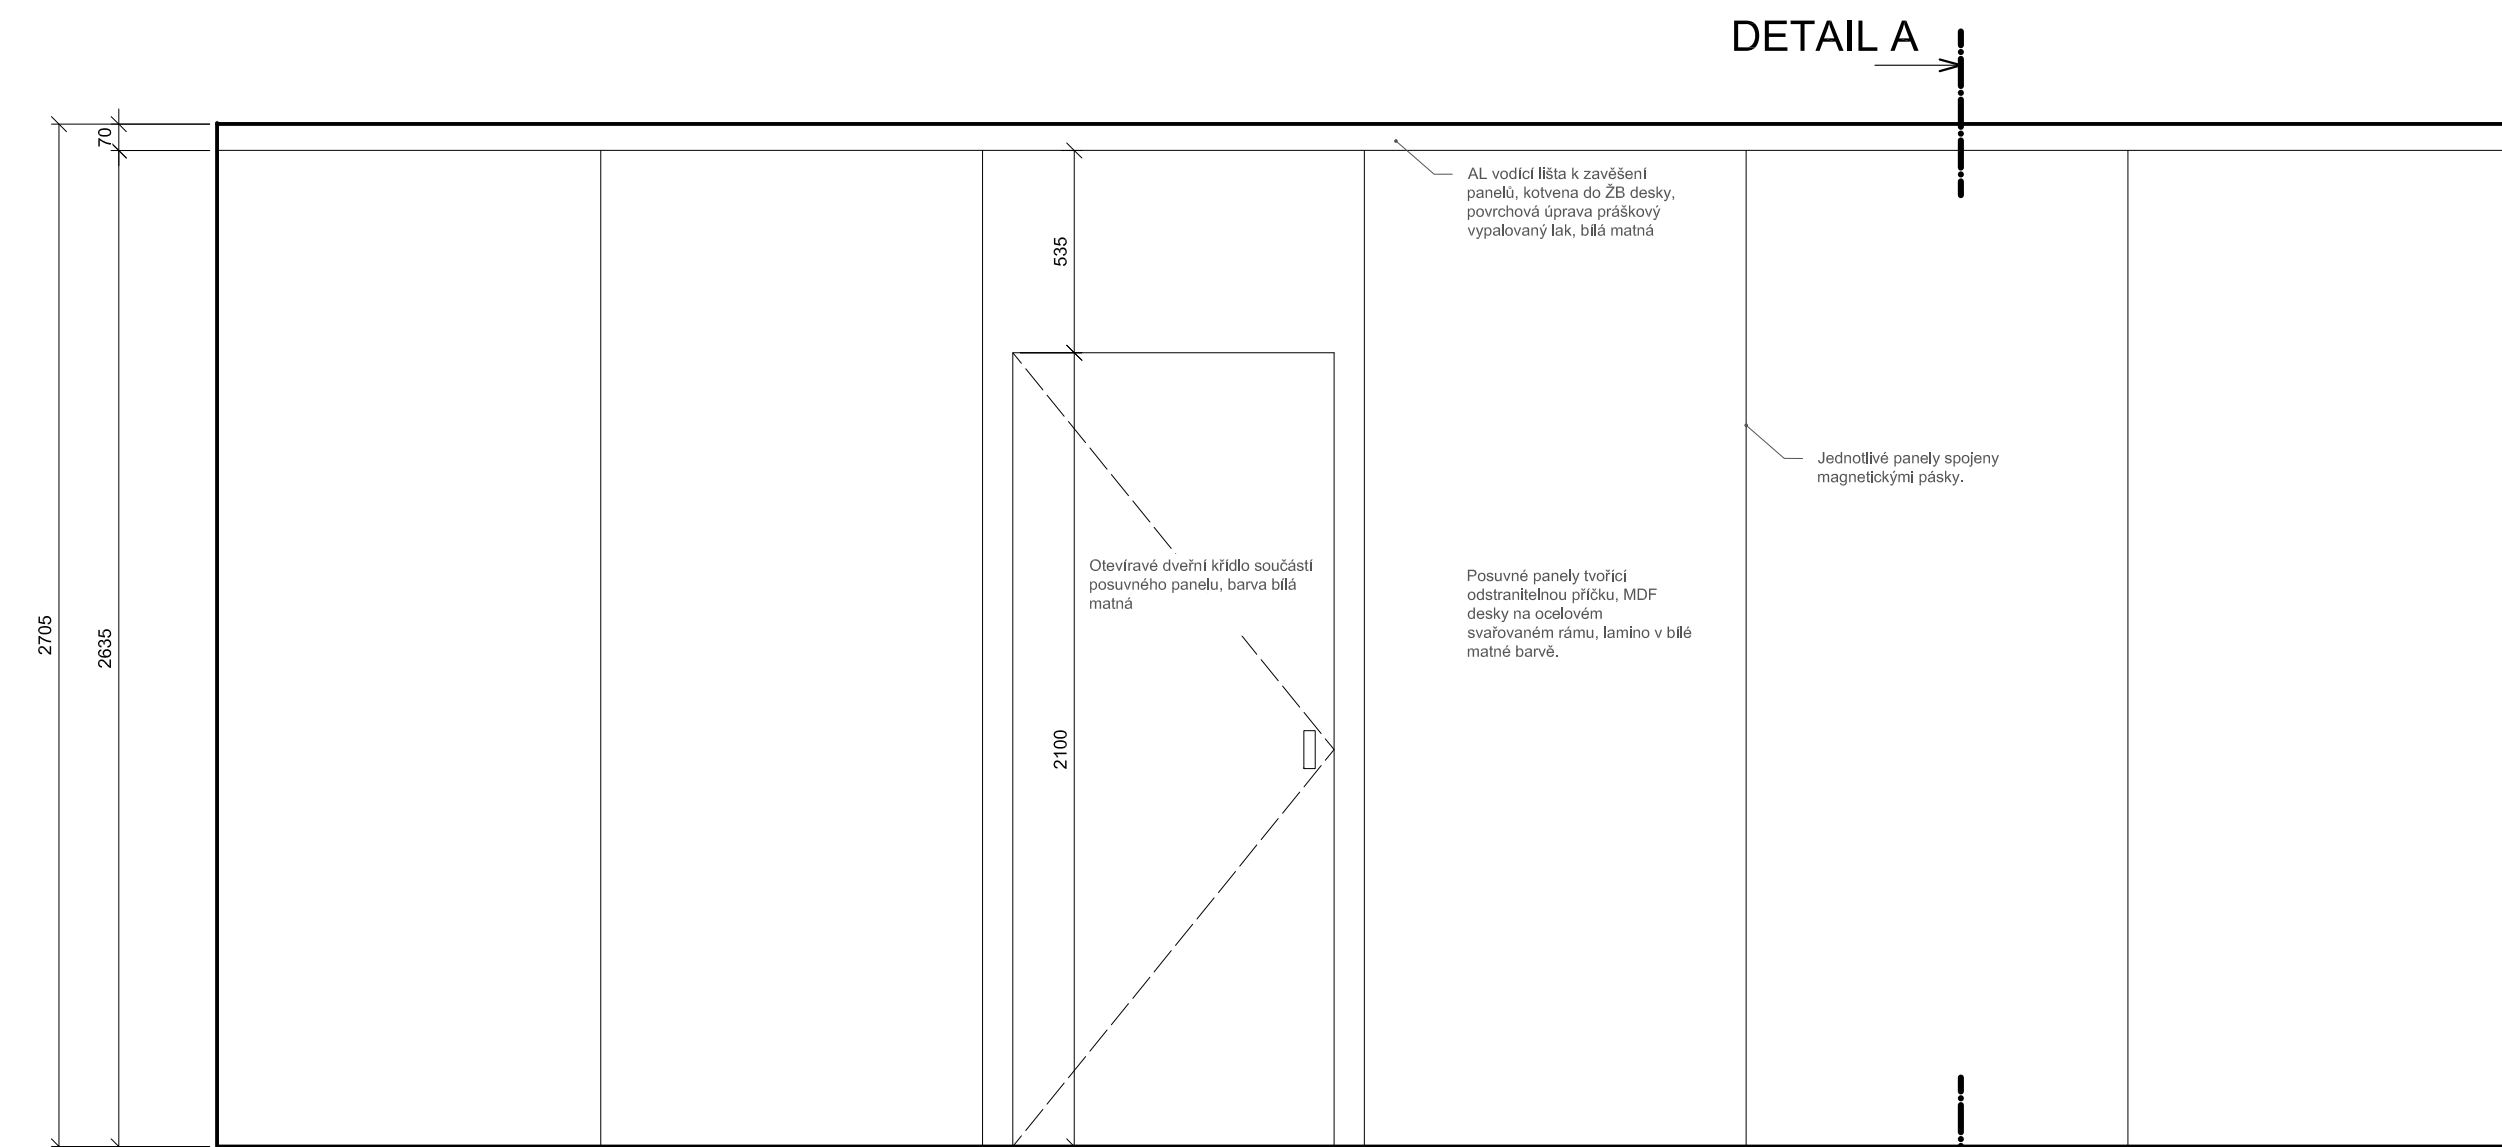 DETAIL A
70
AL vodící lišta k zavěšení
panelů, kotvena do ŽB desky,
povrchová úprava práškový
vypalovaný lak, bílá matná
535
Jednotlivé panely spojeny
magnetickými pásky.
Otevíravé dveřní křídlo součástí
posuvného panelu, barva bílá
matná
Posuvné panely tvořící
odstranitelnou příčku, MDF
desky na ocelovém
svařovaném rámu, lamino v bílé
matné barvě.
2705
2635
2100